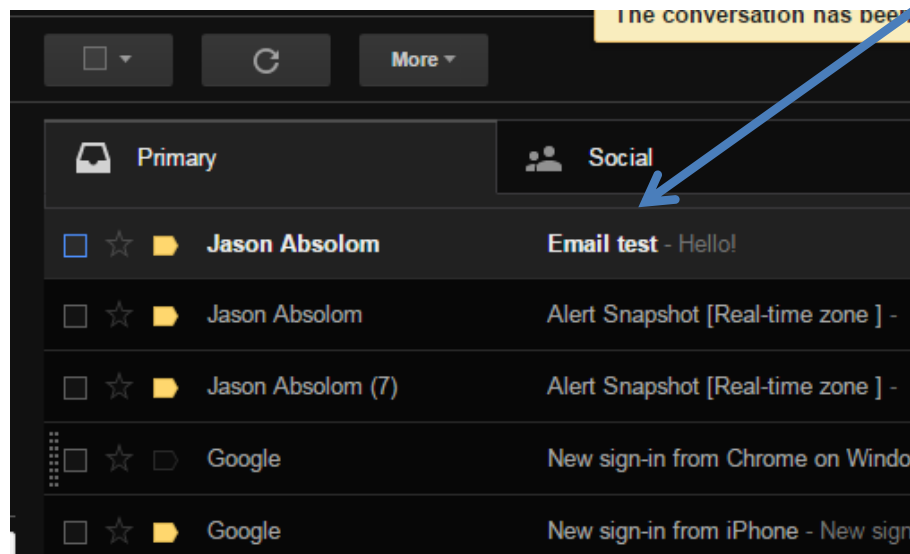 The conversation has been
More
Primary
Social
Jason Absolom
Email test - Hello!
Jason Absolom
Alert Snapshot [Real-time zone ] -
Jason Absolom (7)
Alert Snapshot [Real-time zone ] -
Google
New sign-in from Chrome on Windo
Google
New sign-in from iPhone - New sign